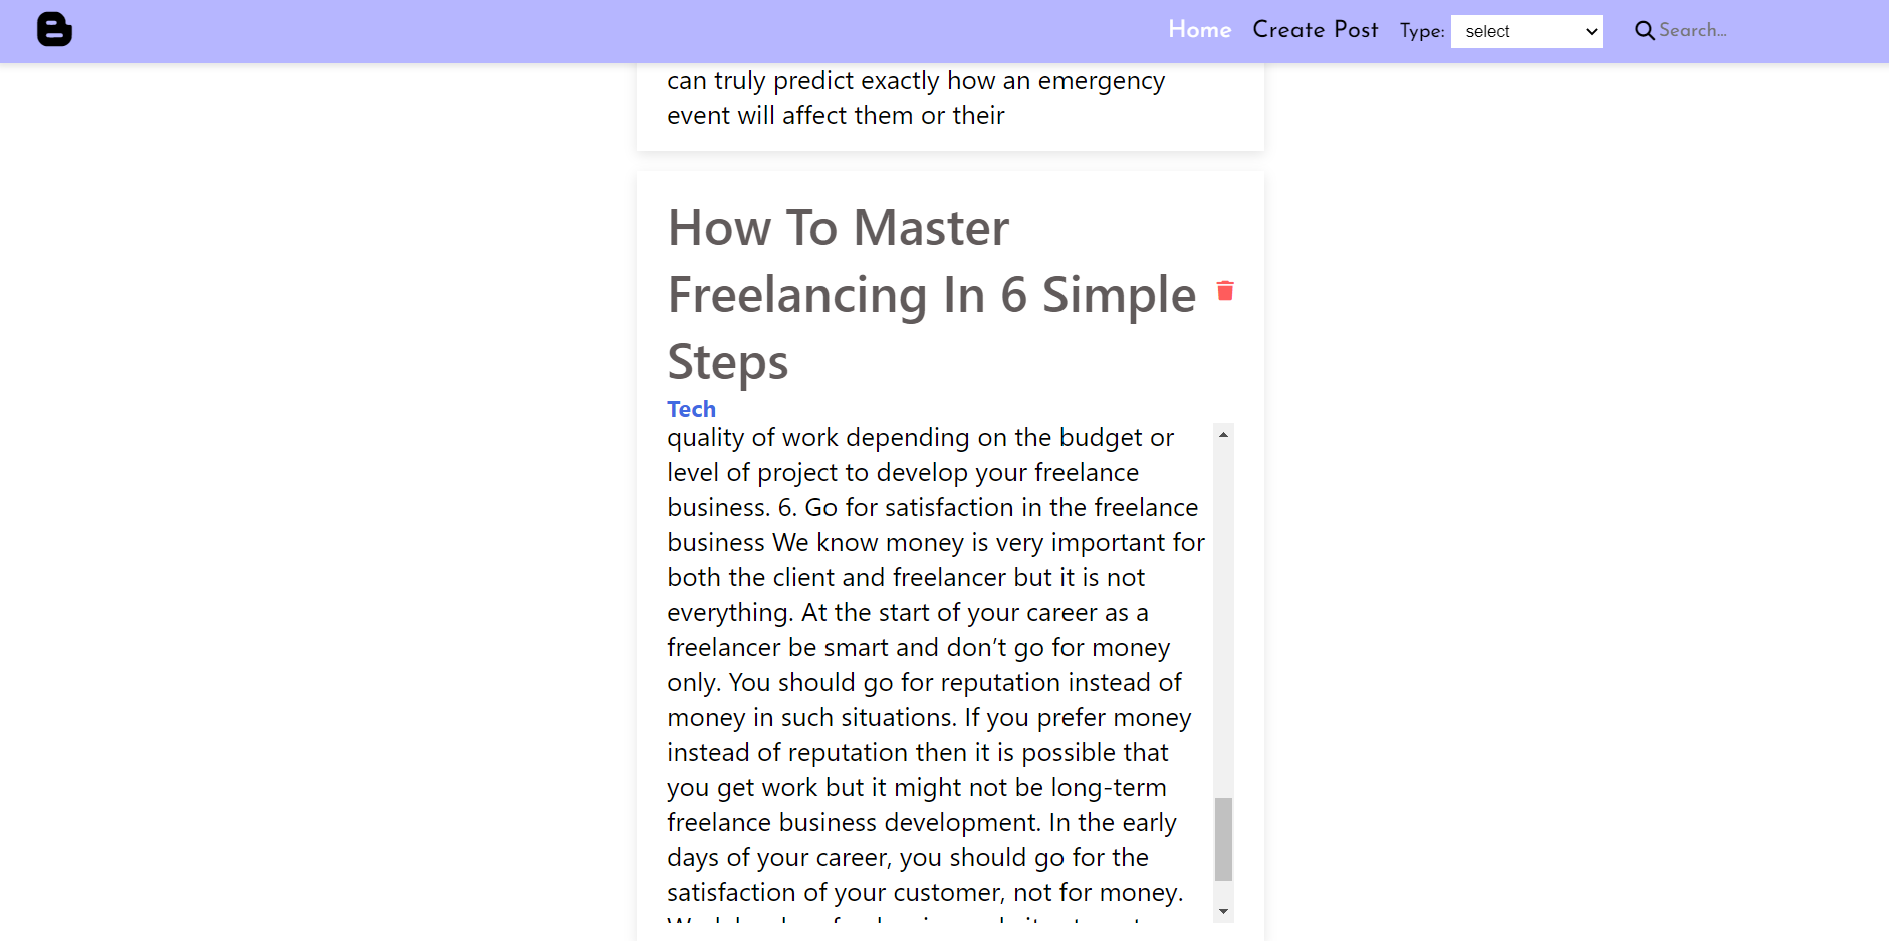 Home Create Post Type: select Search...
can truly predict exactly how an emergency
event will affect them or their
How To Master
Freelancing In 6 Simple
Steps
Tech
quality of work depending on the budget or
level of project to develop your freelance
business. 6. Go for satisfaction in the freelance
business We know money is very important for
both the client and freelancer but it is not
everything. At the start of your career as a
freelancer be smart and don’t go for money
only. You should go for reputation instead of
money in such situations. If you prefer money
instead of reputation then it is possible that
you get work but it might not be long-term
freelance business development. In the early
days of your career, you should go for the
satisfaction of your customer, not for money.